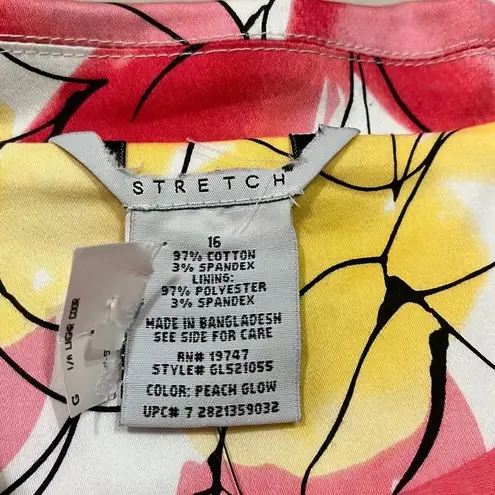 STRETCH
16
97% COTTON
3% SPANDEX
LINING:
97% POLYESTER
3% SPANDEX
MADE IN BANGLADESH
SEE SIDE FOR CARE
RN# 19747
STYLE# GL521055
COLOR: PEACH GLOW
UPC# 7 2821359032
G